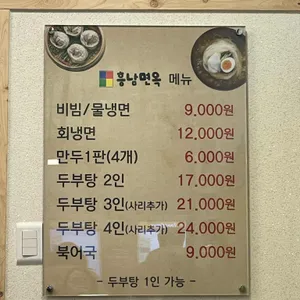 흥남면옥 메뉴
비빔/물냉면 9.000원
회냉면 12,000원
만두1판(4개) 6,000원
두부탕 2인 17,000원
두부탕 3인(사리추가) 21,000원
두부탕 4인(사리추가) 24,000원
북어국 9,000원
- 두부탕 1인 가능 -